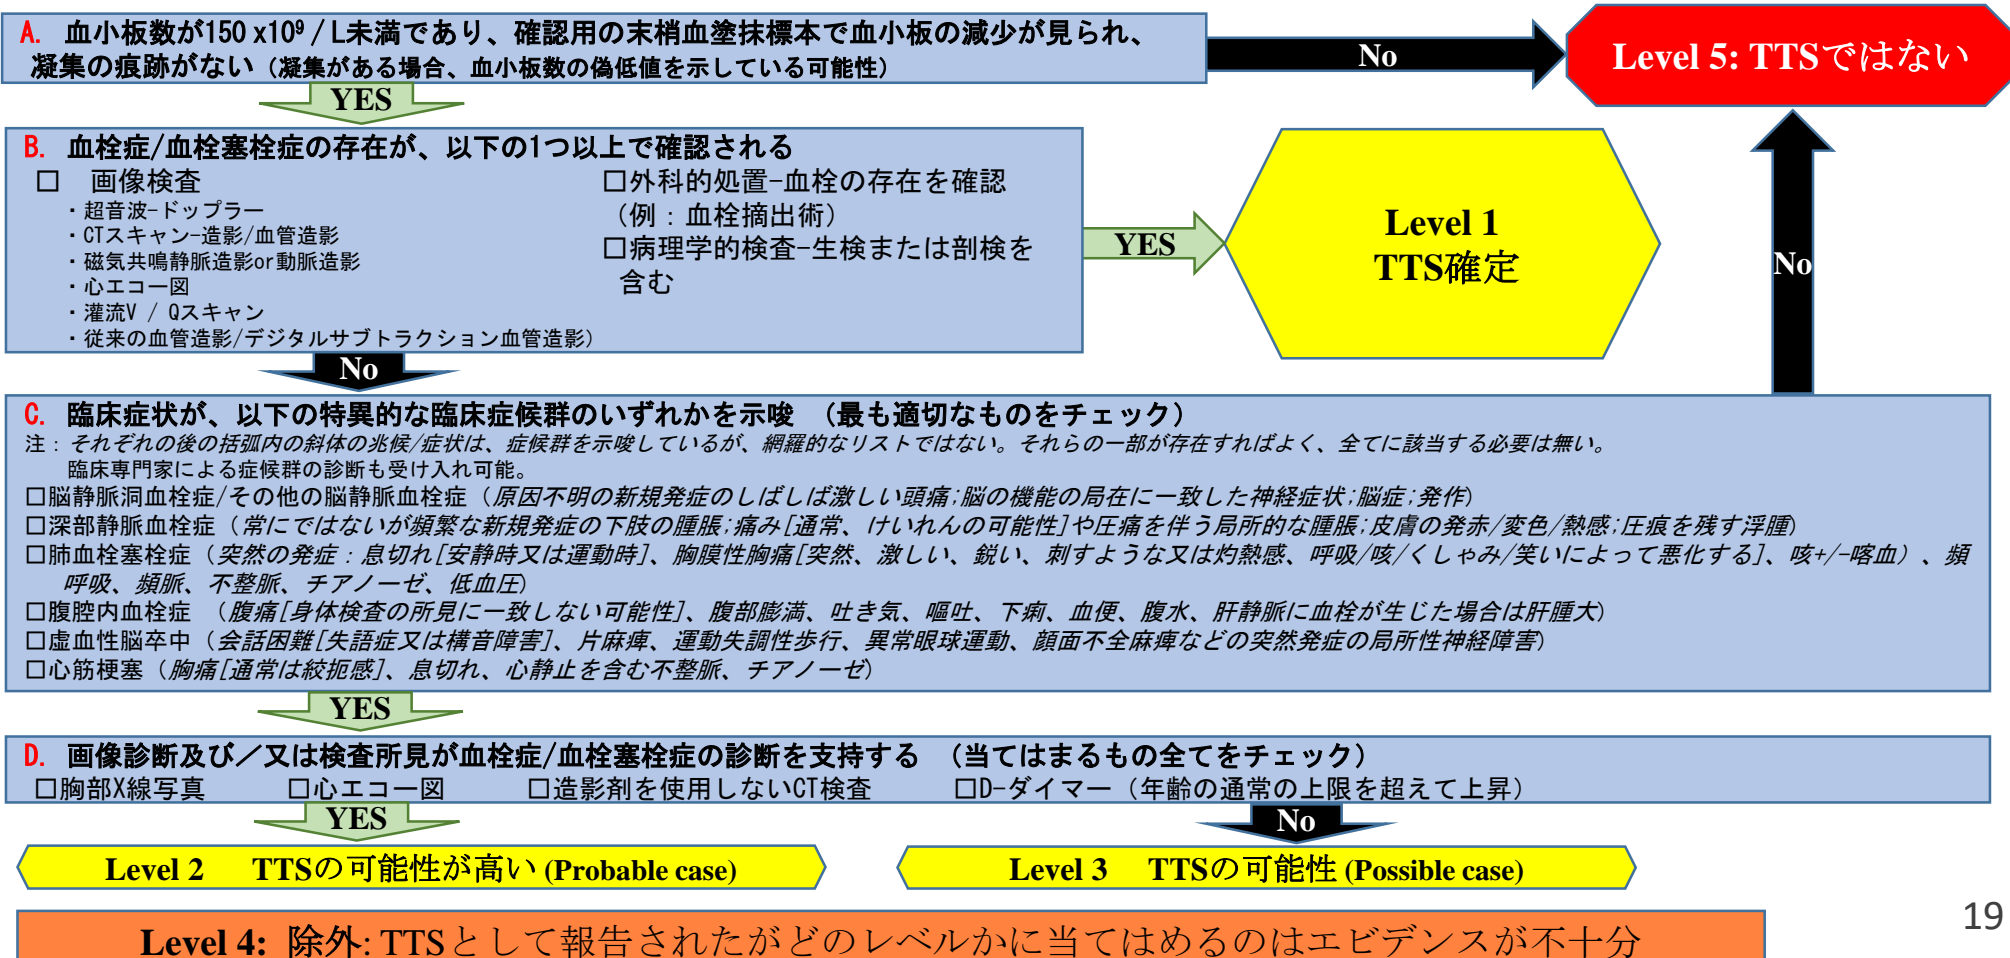 A. 血小板数が150 x10⁹ / L未満であり、確認用の末梢血塗抹標本で血小板の減少が見られ、
凝集の痕跡がない（凝集がある場合、血小板数の偽低値を示している可能性）
No
Level 5: TTSではない
YES
B. 血栓症/血栓塞栓症の存在が、以下の1つ以上で確認される
□ 画像検査
・超音波-ドップラー
・CTスキャン-造影/血管造影
・磁気共鳴静脈造影or動脈造影
・心エコー図
・灌流V / Qスキャン
・従来の血管造影/デジタルサブトラクション血管造影）
□外科的処置-血栓の存在を確認
（例：血栓摘出術）
□病理学的検査-生検または剖検を
含む
YES
Level 1
TTS確定
No
No
C. 臨床症状が、以下の特異的な臨床症候群のいずれかを示唆 （最も適切なものをチェック）
注：それぞれの後の括弧内の斜体の兆候/症状は、症候群を示唆しているが、網羅的なリストではない。それらの一部が存在すればよく、全てに該当する必要は無い。
臨床専門家による症候群の診断も受け入れ可能。
□脳静脈洞血栓症/その他の脳静脈血栓症（原因不明の新規発症のしばしば激しい頭痛;脳の機能の局在に一致した神経症状;脳症;発作）
□深部静脈血栓症（常にではないが頻繁な新規発症の下肢の腫脹;痛み[通常、けいれんの可能性]や圧痛を伴う局所的な腫脹;皮膚の発赤/変色/熱感;圧痕を残す浮腫）
□肺血栓塞栓症（突然の発症：息切れ[安静時又は運動時]、胸膜性胸痛[突然、激しい、鋭い、刺すような又は灼熱感、呼吸/咳/くしゃみ/笑いによって悪化する]、咳+/-喀血）、頻
呼吸、頻脈、不整脈、チアノーゼ、低血圧）
□腹腔内血栓症 （腹痛[身体検査の所見に一致しない可能性]、腹部膨満、吐き気、嘔吐、下痢、血便、腹水、肝静脈に血栓が生じた場合は肝腫大）
□虚血性脳卒中（会話困難[失語症又は構音障害]、片麻痺、運動失調性歩行、異常眼球運動、顔面不全麻痺などの突然発症の局所性神経障害）
□心筋梗塞（胸痛[通常は絞扼感]、息切れ、心静止を含む不整脈、チアノーゼ）
YES
D. 画像診断及び／又は検査所見が血栓症/血栓塞栓症の診断を支持する （当てはまるもの全てをチェック）
□胸部X線写真 □心エコー図 □造影剤を使用しないCT検査 □D-ダイマー（年齢の通常の上限を超えて上昇）
YES
No
Level 2 TTSの可能性が高い (Probable case)
Level 3 TTSの可能性 (Possible case)
Level 4: 除外: TTSとして報告されたがどのレベルかに当てはめるのはエビデンスが不十分
19